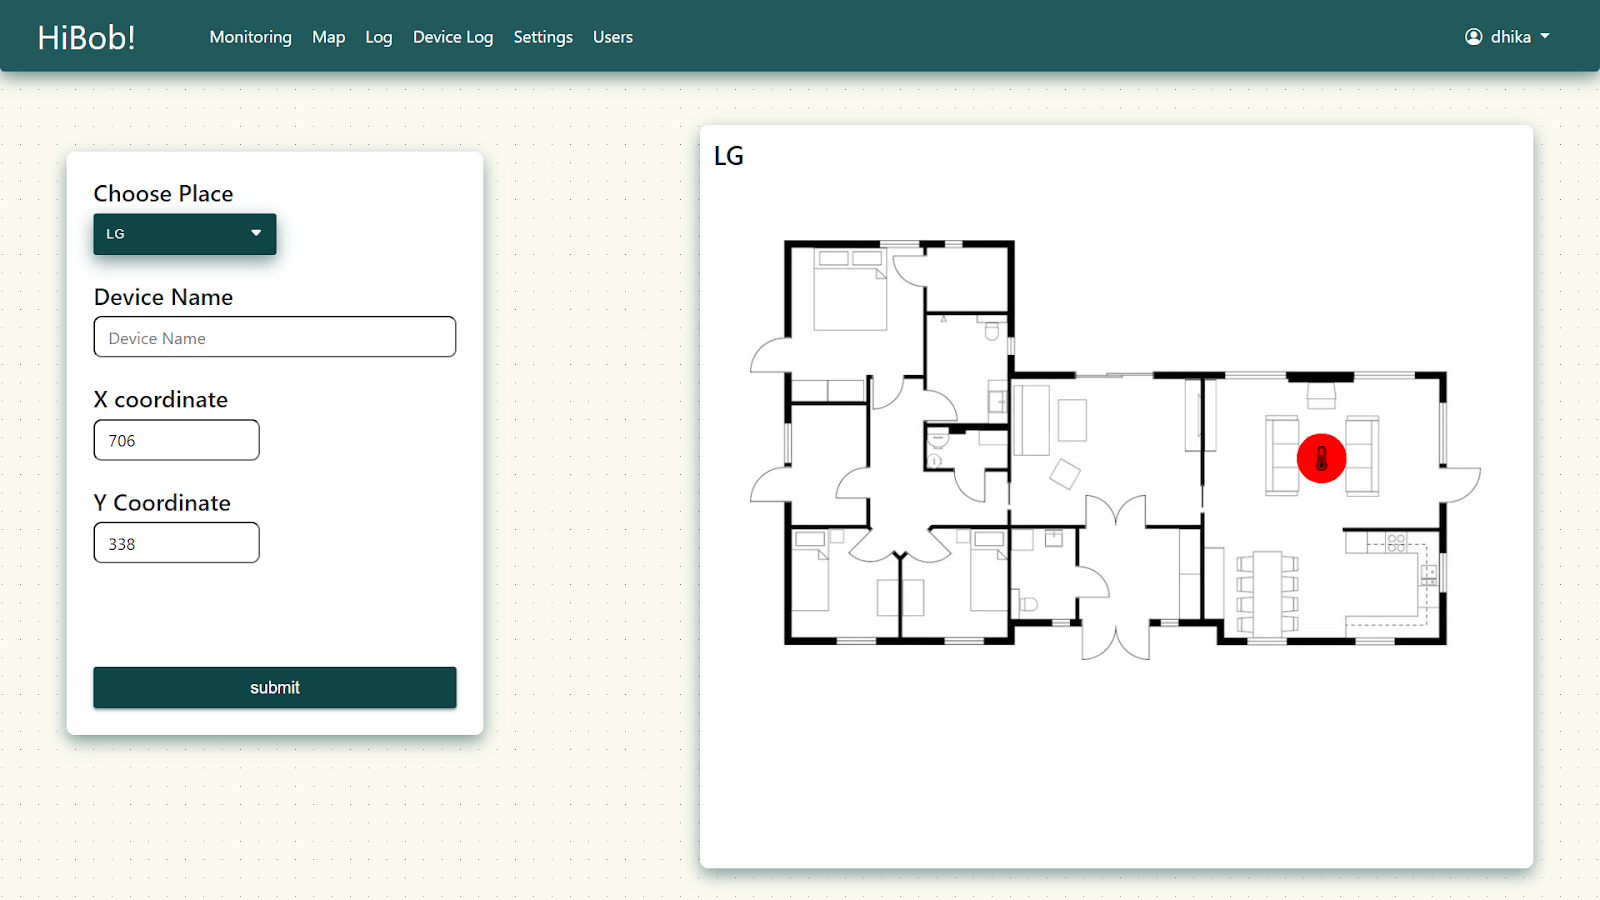 HiBob!
Monitoring
Map
Log
Device Log
Settings
Users
dhika
Choose Place
LG
Device Name
Device Name
X coordinate
706
Y Coordinate
338
submit
LG